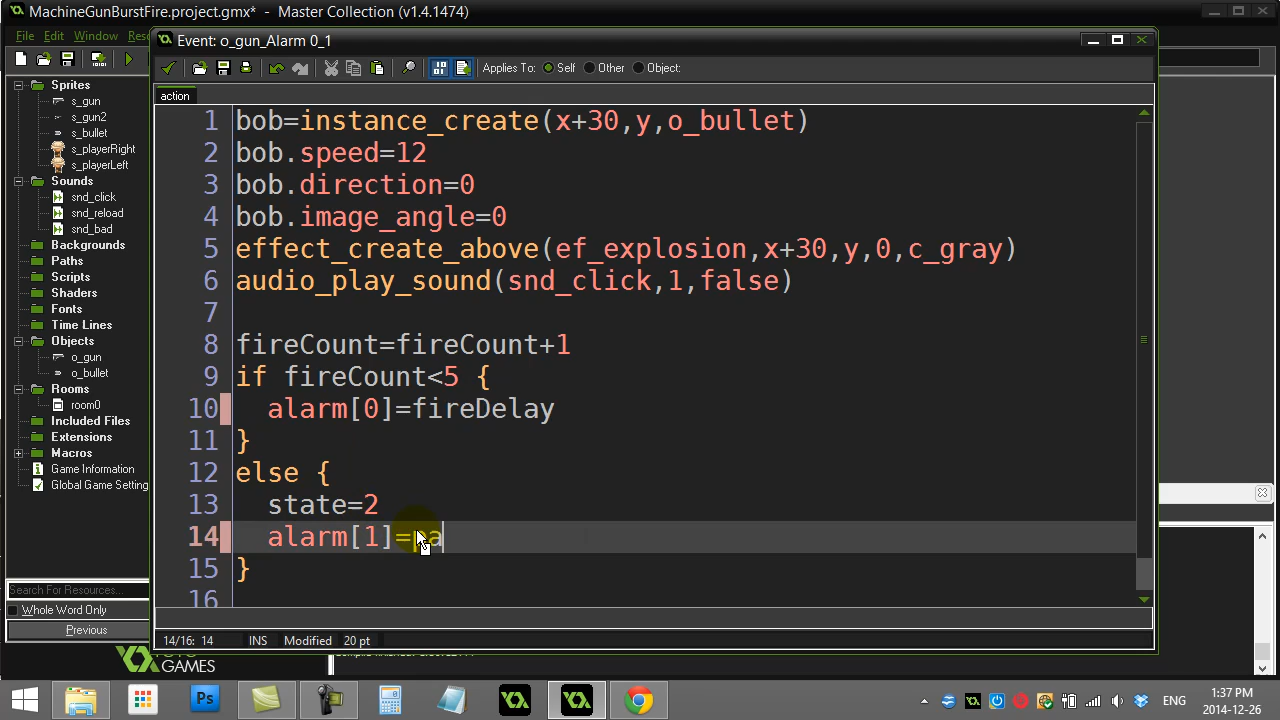 MachineGunBurstFire.project.gmx* - Master Collection (v1.4.1474)
File Edit Window
Event: o_gun_Alarm 0_1
Applies To: Self Other Object:
action
Sprites
s_gun
s_gun2
s_bullet
s_playerRight
s_playerLeft
Sounds
snd_click
snd_reload
snd_bad
Backgrounds
Paths
Scripts
Shaders
Fonts
Time Lines
Objects
o_gun
o_bullet
Rooms
room0
Included Files
Extensions
Macros
Game Information
Global Game Setting
Search For Resources...
Whole Word Only
Previous
1 bob=instance_create(x+30,y,o_bullet)
2 bob.speed=12
3 bob.direction=0
4 bob.image_angle=0
5 effect_create_above(ef_explosion,x+30,y,0,c_gray)
6 audio_play_sound(snd_click,1,false)
7
8 fireCount=fireCount+1
9 if fireCount<5 {
10 alarm[0]=fireDelay
11 }
12 else {
13 state=2
14 alarm[1]=pa
15 }
16
14/16: 14 INS Modified 20 pt
GAMES
Ps
ENG
1:37 PM
2014-12-26